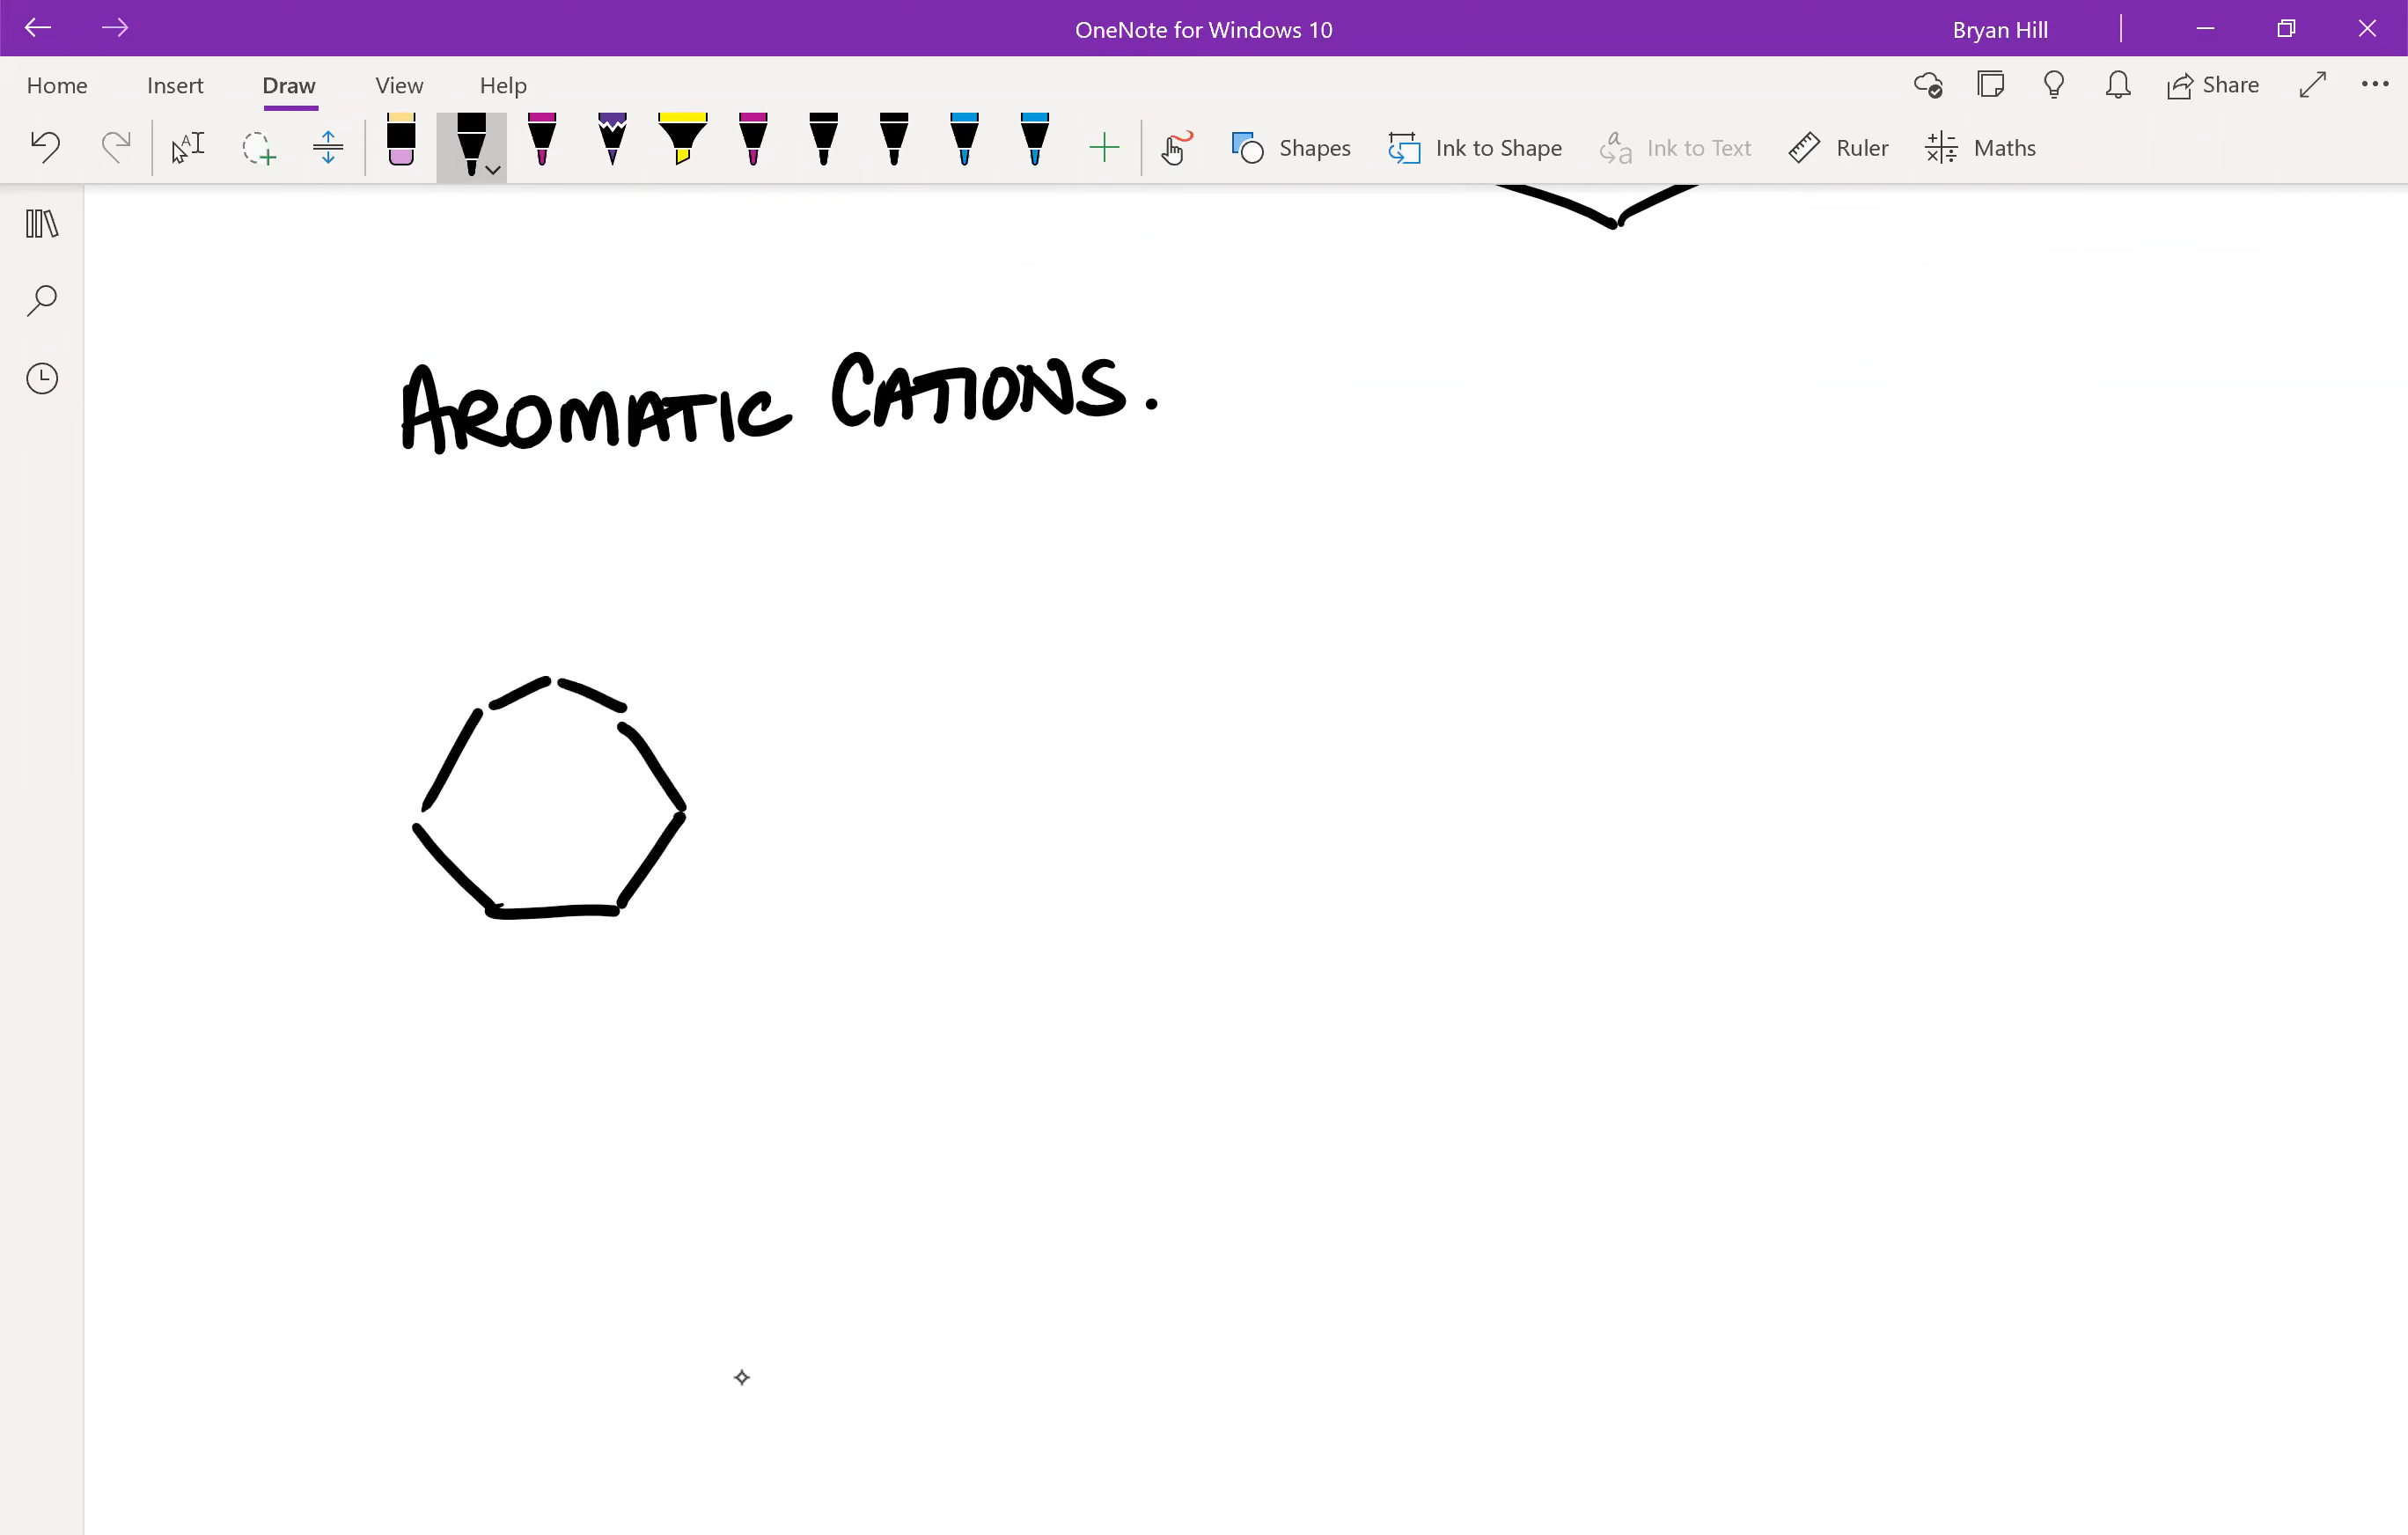 OneNote for Windows 10
Bryan Hill
Home Insert Draw View Help
Share
Shapes Ink to Shape Ink to Text Ruler Maths
AROMATIC CATIONS.